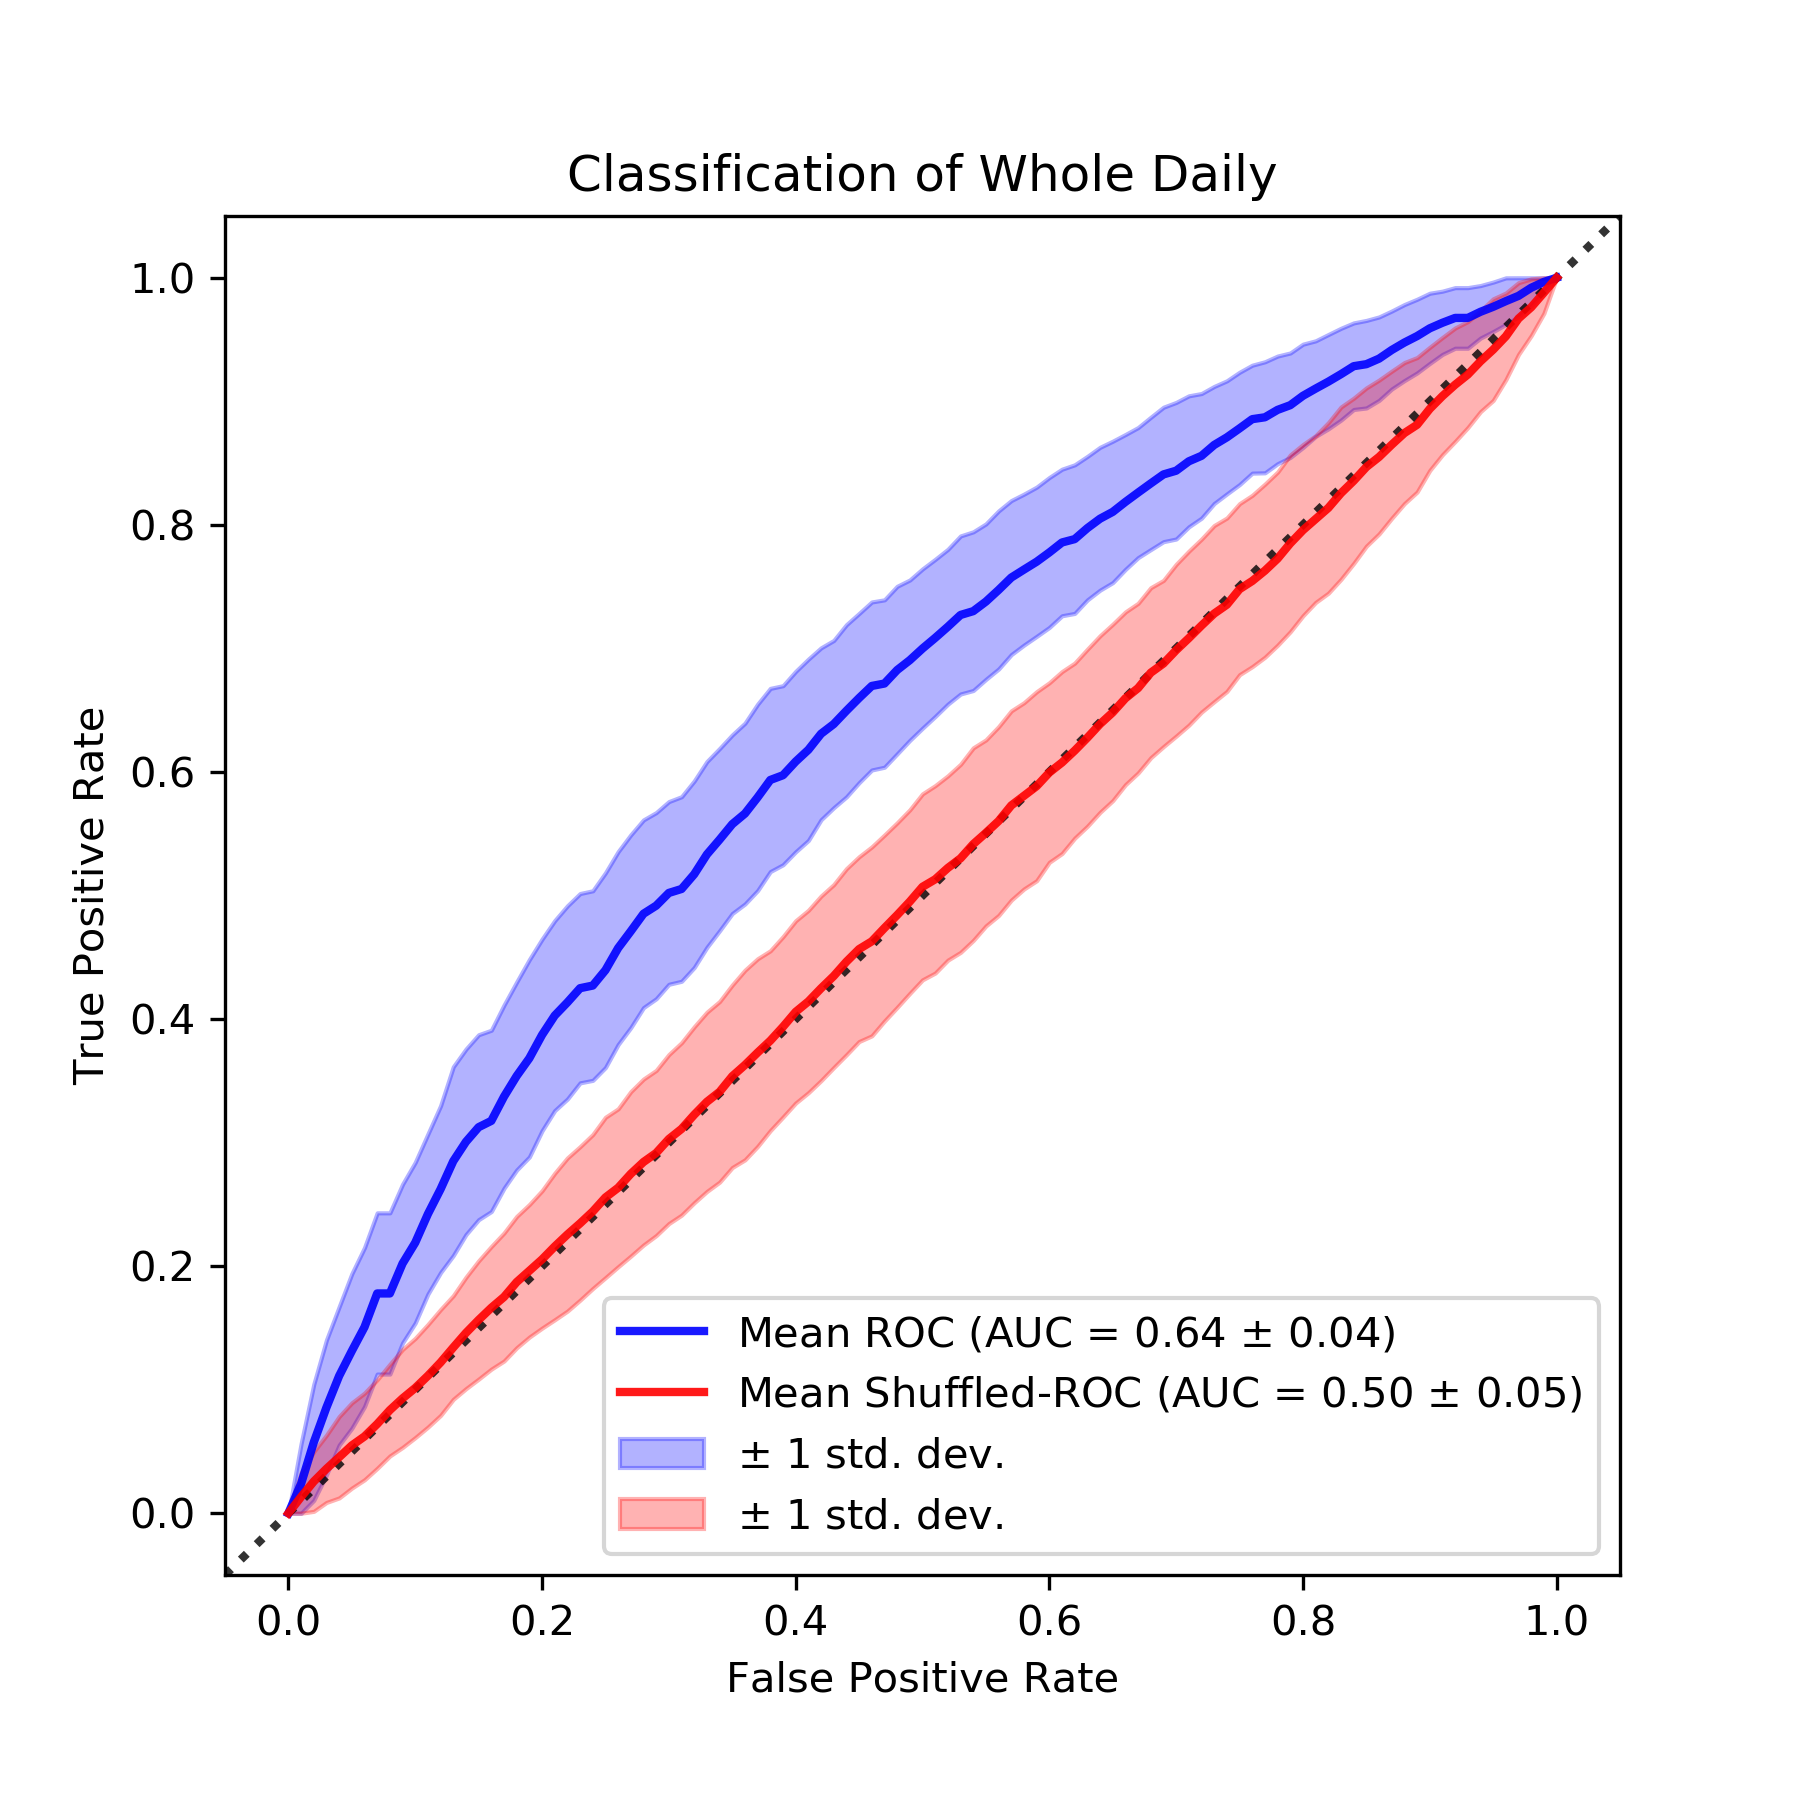 Classification of Whole Daily
1.0
0.8
0.6
0.4
0.2
0.0
True Positive Rate
Mean ROC (AUC = 0.64 ± 0.04)
Mean Shuffled-ROC (AUC = 0.50 ± 0.05)
± 1 std. dev.
± 1 std. dev.
0.0 0.2 0.4 0.6 0.8 1.0
False Positive Rate